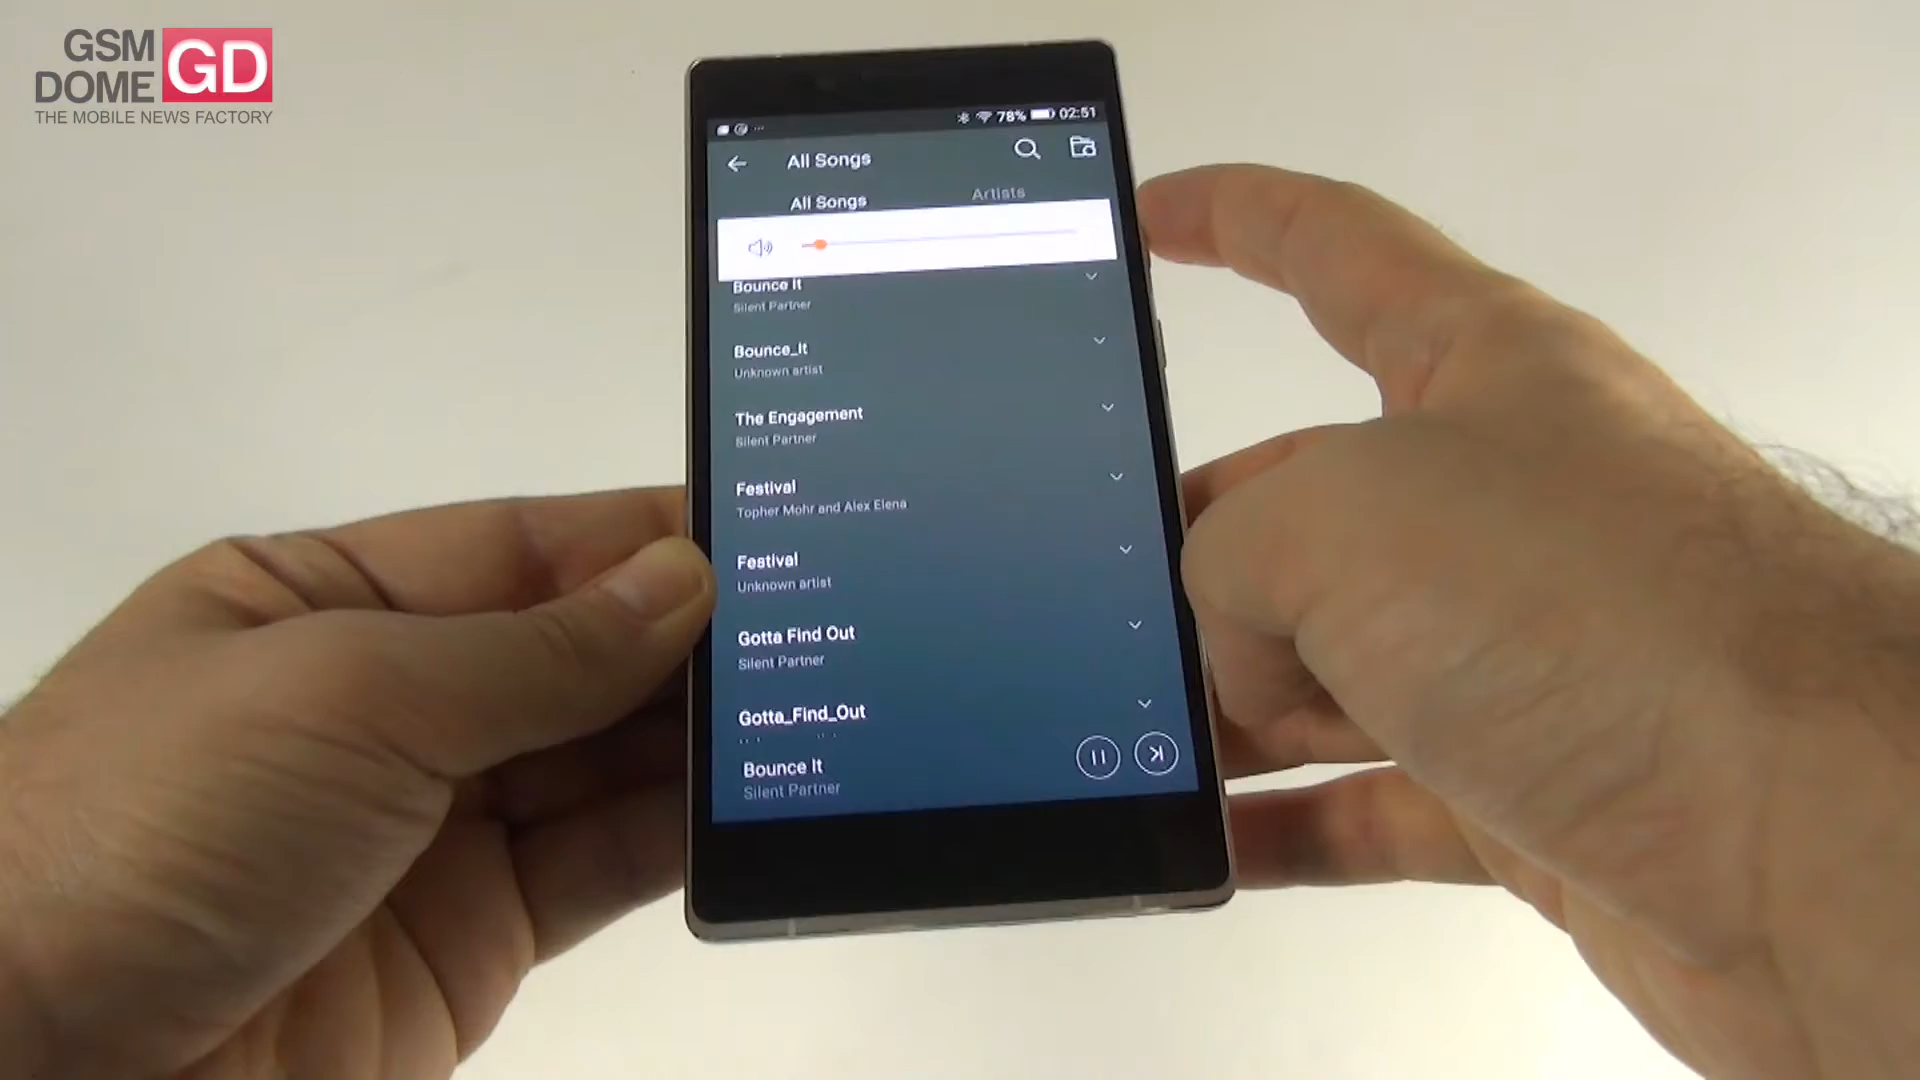 GSM
DOME GD
THE MOBILE NEWS FACTORY
78% 02:51
All Songs
All Songs
Artists
Bounce It
Silent Partner
Bounce_It
Unknown artist
The Engagement
Silent Partner
Festival
Topher Mohr and Alex Elena
Festival
Unknown artist
Gotta Find Out
Silent Partner
Gotta_Find_Out
Bounce It
Silent Partner